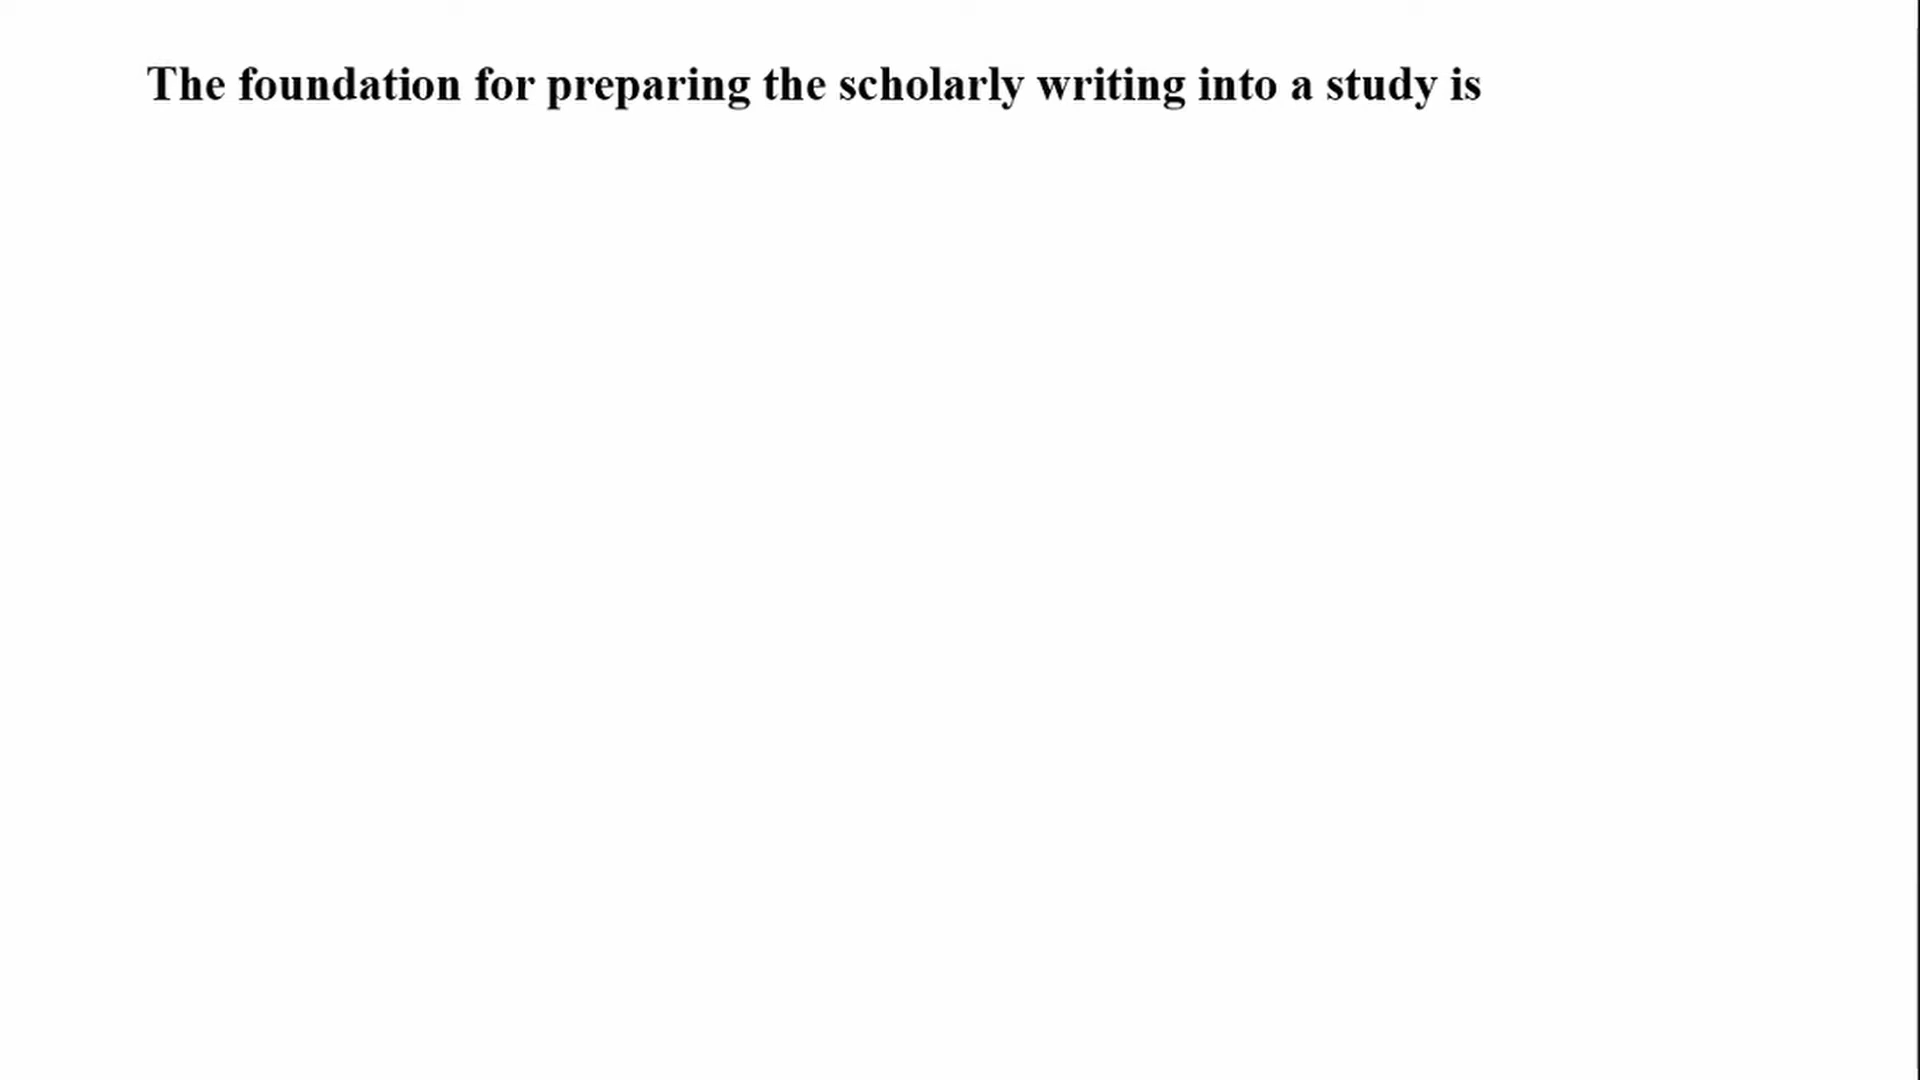 The foundation for preparing the scholarly writing into a study is